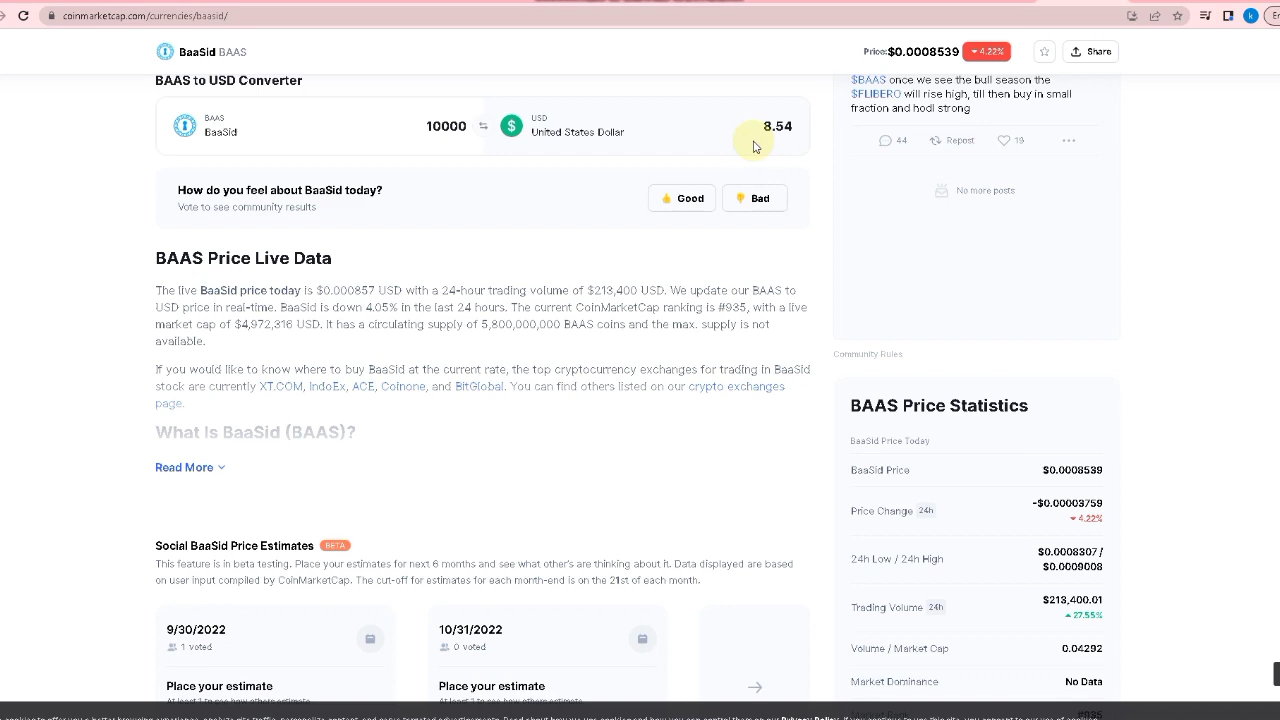 coinmarketcap.com/currencies/baasid/
BaaSid BAAS
Price: $0.0008539 4.22%
Share
BAAS to USD Converter
BAAS
BaaSid
10000
USD
United States Dollar
8.54
How do you feel about BaaSid today?
Vote to see community results
Good
Bad
BAAS Price Live Data
The live BaaSid price today is $0.000857 USD with a 24-hour trading volume of $213,400 USD. We update our BAAS to
USD price in real-time. BaaSid is down 4.05% in the last 24 hours. The current CoinMarketCap ranking is #935, with a live
market cap of $4,972,316 USD. It has a circulating supply of 5,800,000,000 BAAS coins and the max. supply is not
available.
If you would like to know where to buy BaaSid at the current rate, the top cryptocurrency exchanges for trading in BaaSid
stock are currently XT.COM, IndoEx, ACE, Coinone, and BitGlobal. You can find others listed on our crypto exchanges
page.
What Is BaaSid (BAAS)?
Read More
Social BaaSid Price Estimates BETA
This feature is in beta testing. Place your estimates for next 6 months and see what other's are thinking about it. Data displayed are based
on user input compiled by CoinMarketCap. The cut-off for estimates for each month-end is on the 21st of each month.
9/30/2022
1 voted
Place your estimate
10/31/2022
0 voted
Place your estimate
$BAAS once we see the bull season the
$FLIBERO will rise high, till then buy in small
fraction and hodl strong
44
Repost
19
No more posts
Community Rules
BAAS Price Statistics
BaaSid Price Today
BaaSid Price $0.0008539
Price Change 24h -$0.00003759
4.22%
24h Low / 24h High $0.0008307 /
$0.0009008
Trading Volume 24h $213,400.01
27.55%
Volume / Market Cap 0.04292
Market Dominance No Data